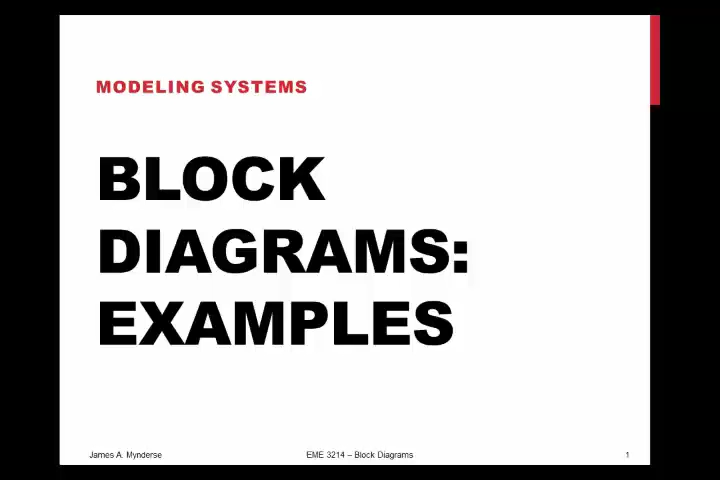 MODELING SYSTEMS
BLOCK
DIAGRAMS:
EXAMPLES
James A. Mynderse
EME 3214 – Block Diagrams
1